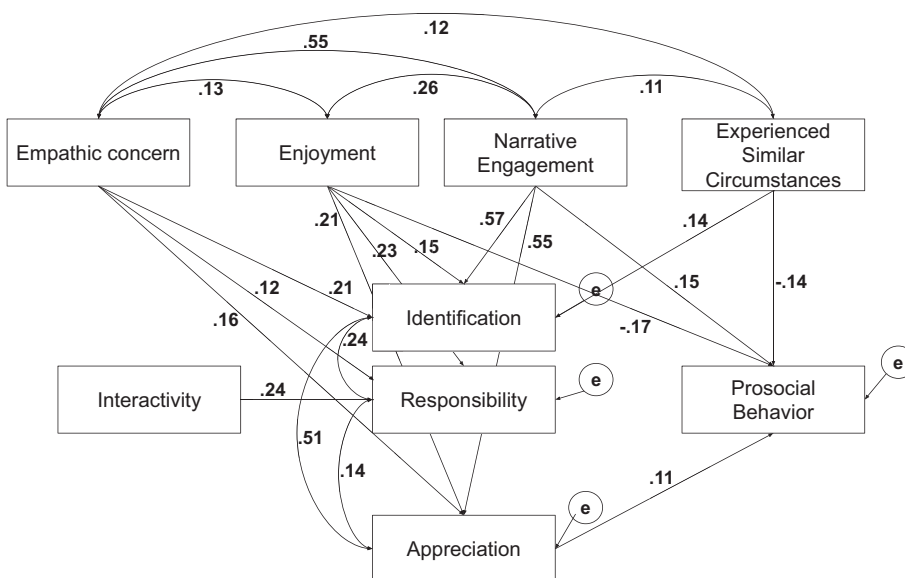 .12
.55
.13
.26
.11
Empathic concern
Enjoyment
Narrative
Engagement
Experienced
Similar
Circumstances
.21
.57
.14
.23
.15
.55
.12
.21
e
.15
-.14
.16
Identification
-.17
.24
e
e
Interactivity
.24
Responsibility
Prosocial
Behavior
.51
.14
.11
e
Appreciation